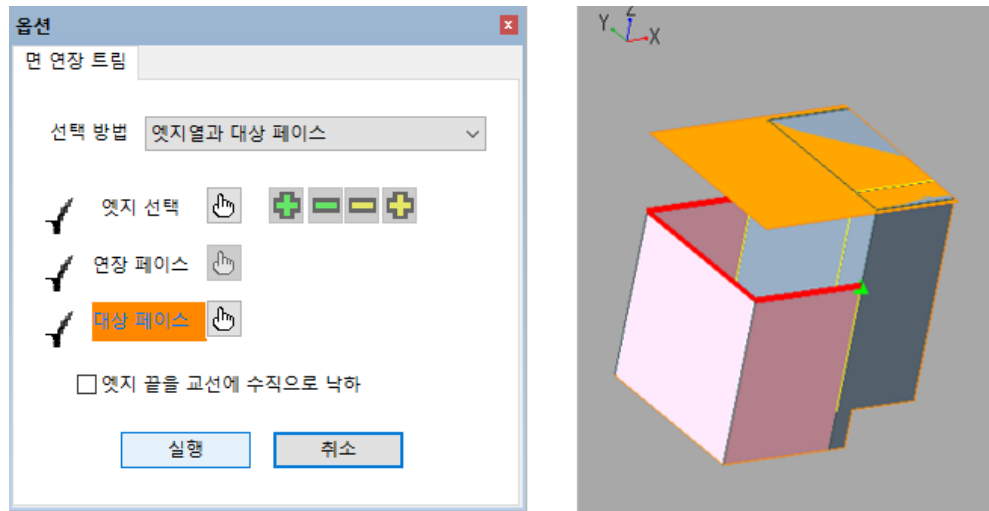 옵션
면 연장 트림
선택 방법 엣지열과 대상 페이스
엣지 선택
연장 페이스
대상 페이스
엣지 끝을 교선에 수직으로 낙하
실행 취소
Y Z X